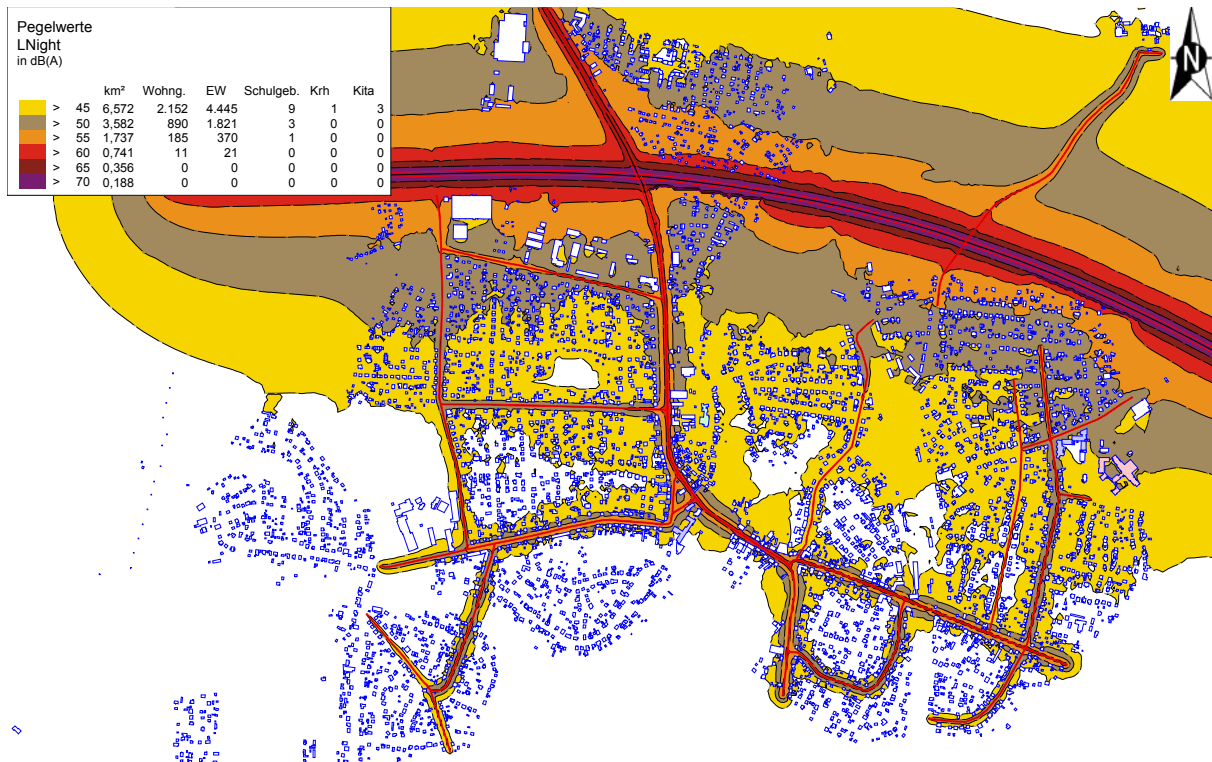 Pegelwerte
LNight
in dB(A)
km² Wohng. EW Schulgeb. Krh Kita
> 45 6,572 2.152 4.445 9 1 3
> 50 3,582 890 1.821 3 0 0
> 55 1,737 185 370 1 0 0
> 60 0,741 11 21 0 0 0
> 65 0,356 0 0 0 0 0
> 70 0,188 0 0 0 0 0
N